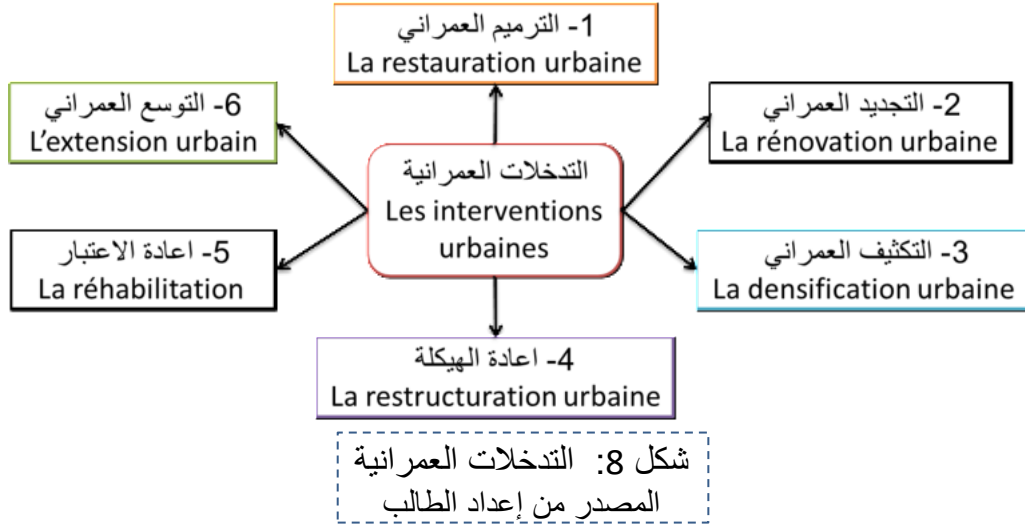 1- الترميم العمراني
La restauration urbaine
2- التجديد العمراني
La rénovation urbaine
3- التكثيف العمراني
La densification urbaine
4- اعادة الهيكلة
La restructuration urbaine
5- اعادة الاعتبار
La réhabilitation
6- التوسع العمراني
L’extension urbain
التدخلات العمرانية
Les interventions
urbaines
شكل 8: التدخلات العمرانية
المصدر من إعداد الطالب